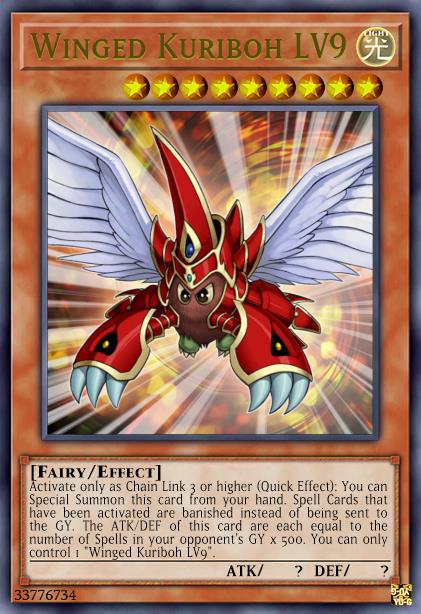 Winged Kuriboh LV9
LIGHT
光
[Fairy/Effect]
Activate only as Chain Link 3 or higher (Quick Effect): You can
Special Summon this card from your hand. Spell Cards that
have been activated are banished instead of being sent to
the GY. The ATK/DEF of this card are each equal to the
number of Spells in your opponent's GY x 500. You can only
control 1 "Winged Kuriboh LV9".
ATK/ ? DEF/ ?
33776734